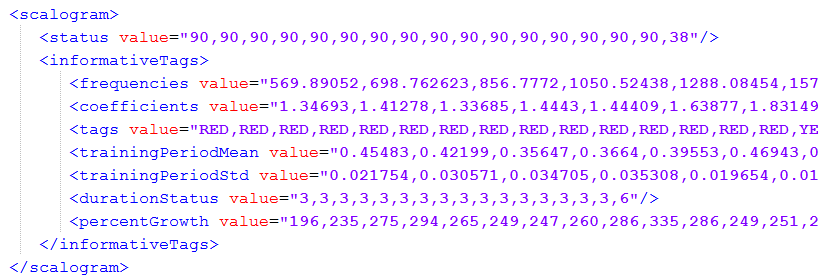 <scalogram>
<status value="90,90,90,90,90,90,90,90,90,90,90,90,90,90,90,90,38"/>
<informativeTags>
<frequencies value="569.89052,698.762623,856.7772,1050.52438,1288.08454,157
<coefficients value="1.34693,1.41278,1.33685,1.4443,1.44409,1.63877,1.83149
<tags value="RED,RED,RED,RED,RED,RED,RED,RED,RED,RED,RED,RED,RED,RED,RED,YE
<trainingPeriodMean value="0.45483,0.42199,0.35647,0.3664,0.39553,0.46943,0
<trainingPeriodStd value="0.021754,0.030571,0.034705,0.035308,0.019654,0.01
<durationStatus value="3,3,3,3,3,3,3,3,3,3,3,3,3,3,3,3,6"/>
<percentGrowth value="196,235,275,294,265,249,247,260,286,335,286,249,251,2
</informativeTags>
</scalogram>